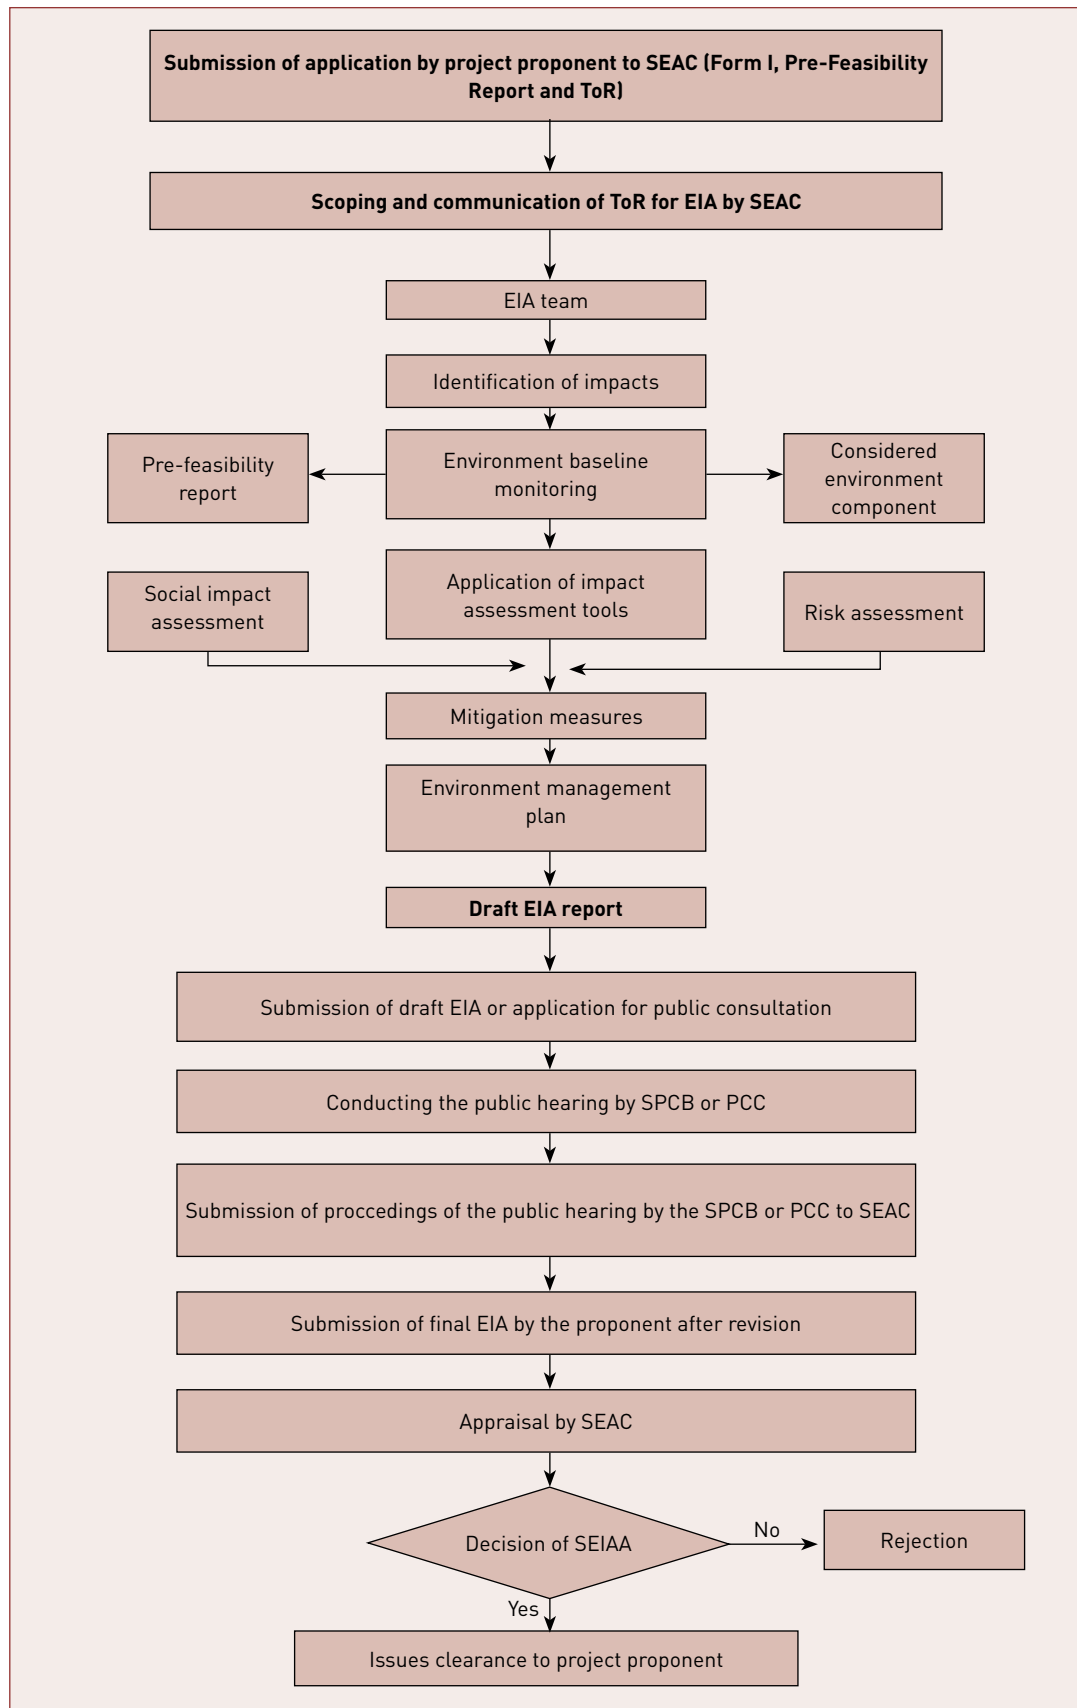 Submission of application by project proponent to SEAC (Form I, Pre-Feasibility
Report and ToR)
Scoping and communication of ToR for EIA by SEAC
EIA team
Identification of impacts
Pre-feasibility
report
Environment baseline
monitoring
Considered
environment
component
Social impact
assessment
Application of impact
assessment tools
Risk assessment
Mitigation measures
Environment management
plan
Draft EIA report
Submission of draft EIA or application for public consultation
Conducting the public hearing by SPCB or PCC
Submission of proccedings of the public hearing by the SPCB or PCC to SEAC
Submission of final EIA by the proponent after revision
Appraisal by SEAC
Decision of SEIAA
No
Rejection
Yes
Issues clearance to project proponent